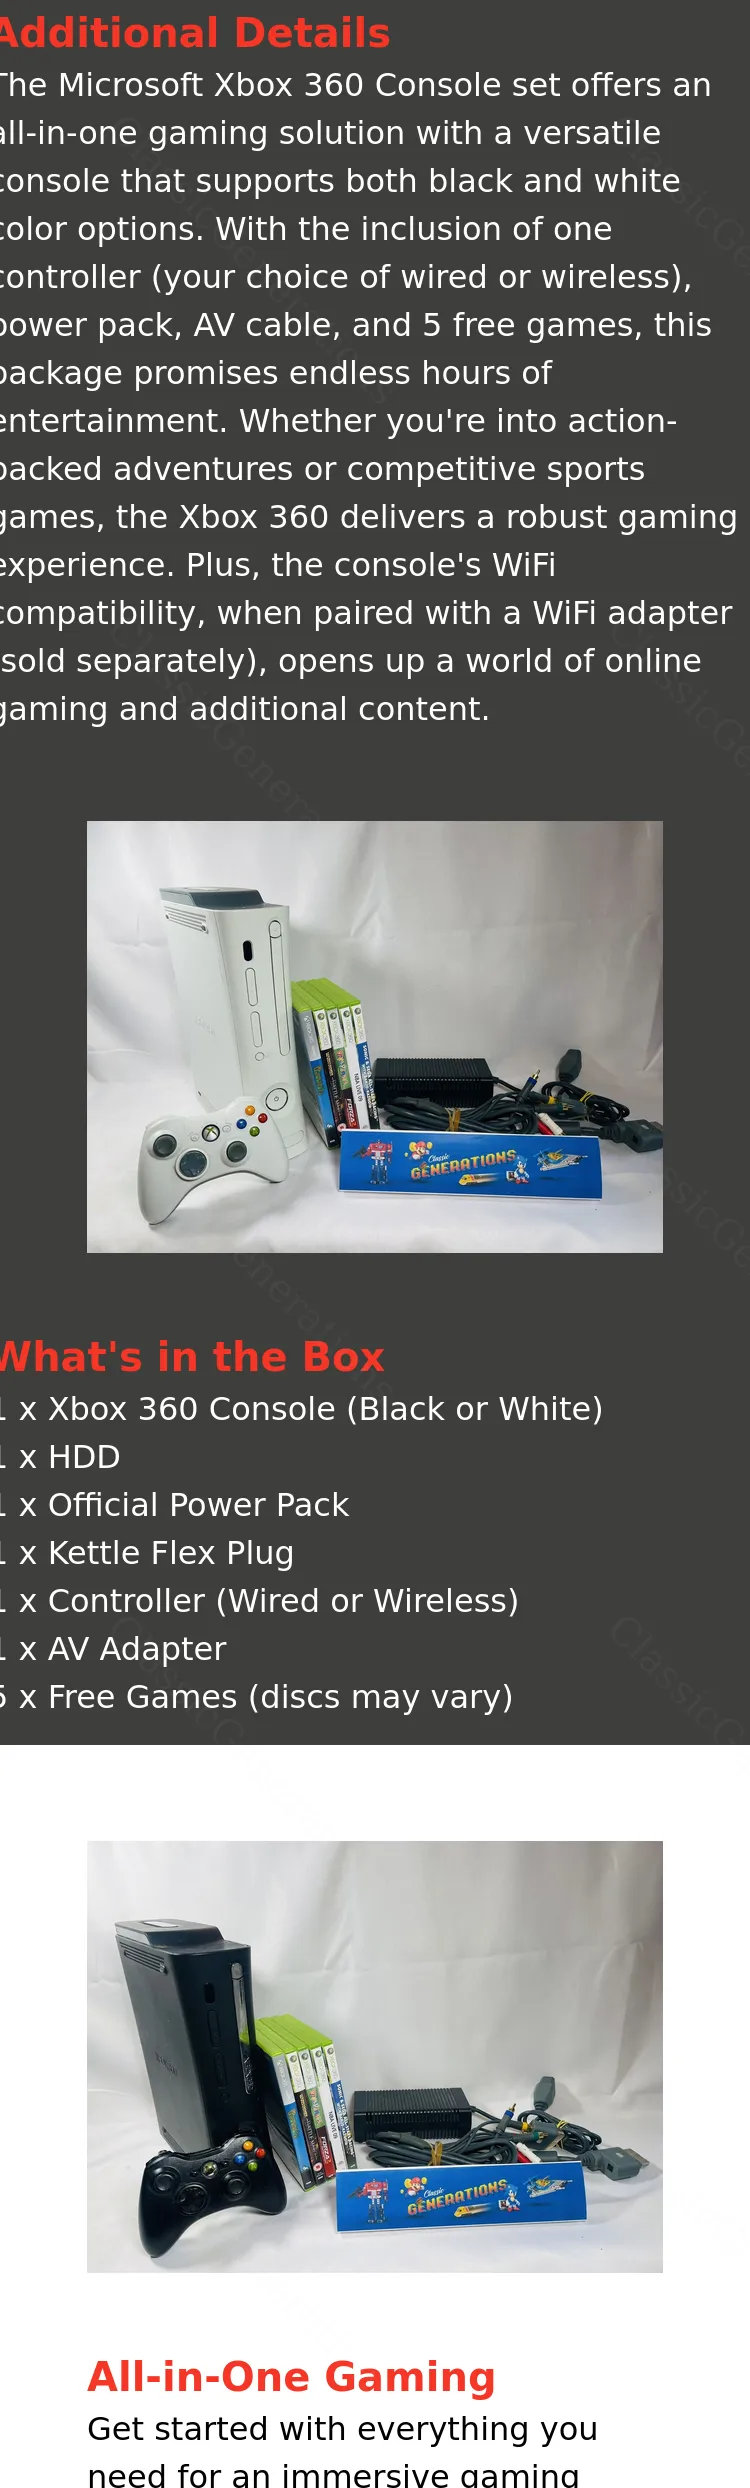 Additional Details
The Microsoft Xbox 360 Console set offers an
all-in-one gaming solution with a versatile
console that supports both black and white
color options. With the inclusion of one
controller (your choice of wired or wireless),
power pack, AV cable, and 5 free games, this
package promises endless hours of
entertainment. Whether you're into action-
packed adventures or competitive sports
games, the Xbox 360 delivers a robust gaming
experience. Plus, the console's WiFi
compatibility, when paired with a WiFi adapter
(sold separately), opens up a world of online
gaming and additional content.
Classic
GENERATIONS
What's in the Box
1 x Xbox 360 Console (Black or White)
1 x HDD
1 x Official Power Pack
1 x Kettle Flex Plug
1 x Controller (Wired or Wireless)
1 x AV Adapter
5 x Free Games (discs may vary)
Classic
GENERATIONS
All-in-One Gaming
Get started with everything you
need for an immersive gaming